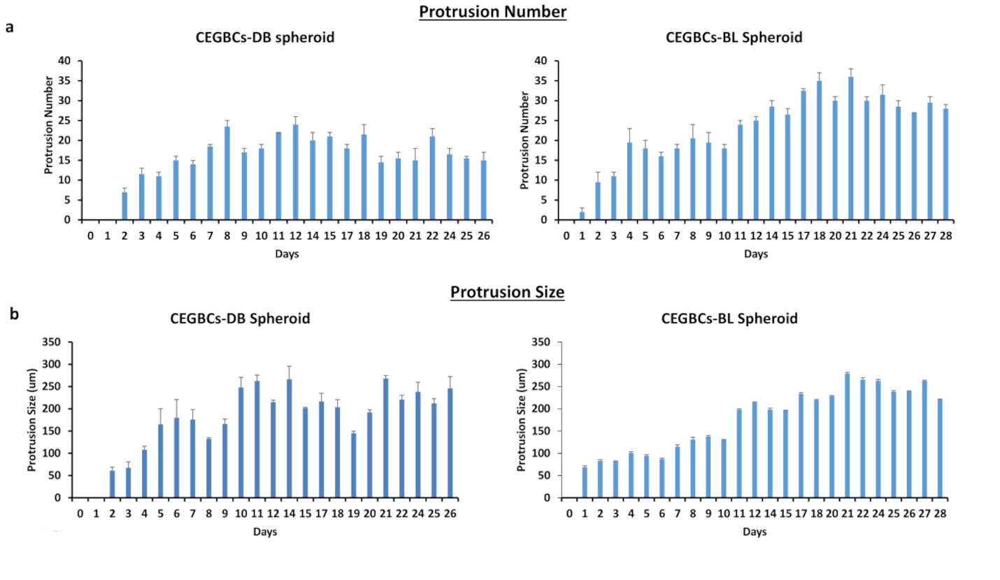 Protrusion Number
a
CEGBCs-DB spheroid
CEGBCs-BL Spheroid
Protrusion Number
40
35
30
25
20
15
10
5
0
0 1 2 3 4 5 6 7 8 9 10 11 12 14 15 17 18 19 20 21 22 24 25 26
Days
Protrusion Number
40
35
30
25
20
15
10
5
0
0 1 2 3 4 5 6 7 8 9 10 11 12 14 15 17 18 20 21 22 24 25 26 27 28
Days
Protrusion Size
b
CEGBCs-DB Spheroid
CEGBCs-BL Spheroid
Protrusion Size (um)
350
300
250
200
150
100
50
0
0 1 2 3 4 5 6 7 8 9 10 11 12 14 15 17 18 19 20 21 22 24 25 26
Days
Protrusion Size (um)
350
300
250
200
150
100
50
0
0 1 2 3 4 5 6 7 8 9 10 11 12 14 15 17 18 20 21 22 24 25 26 27 28
Days